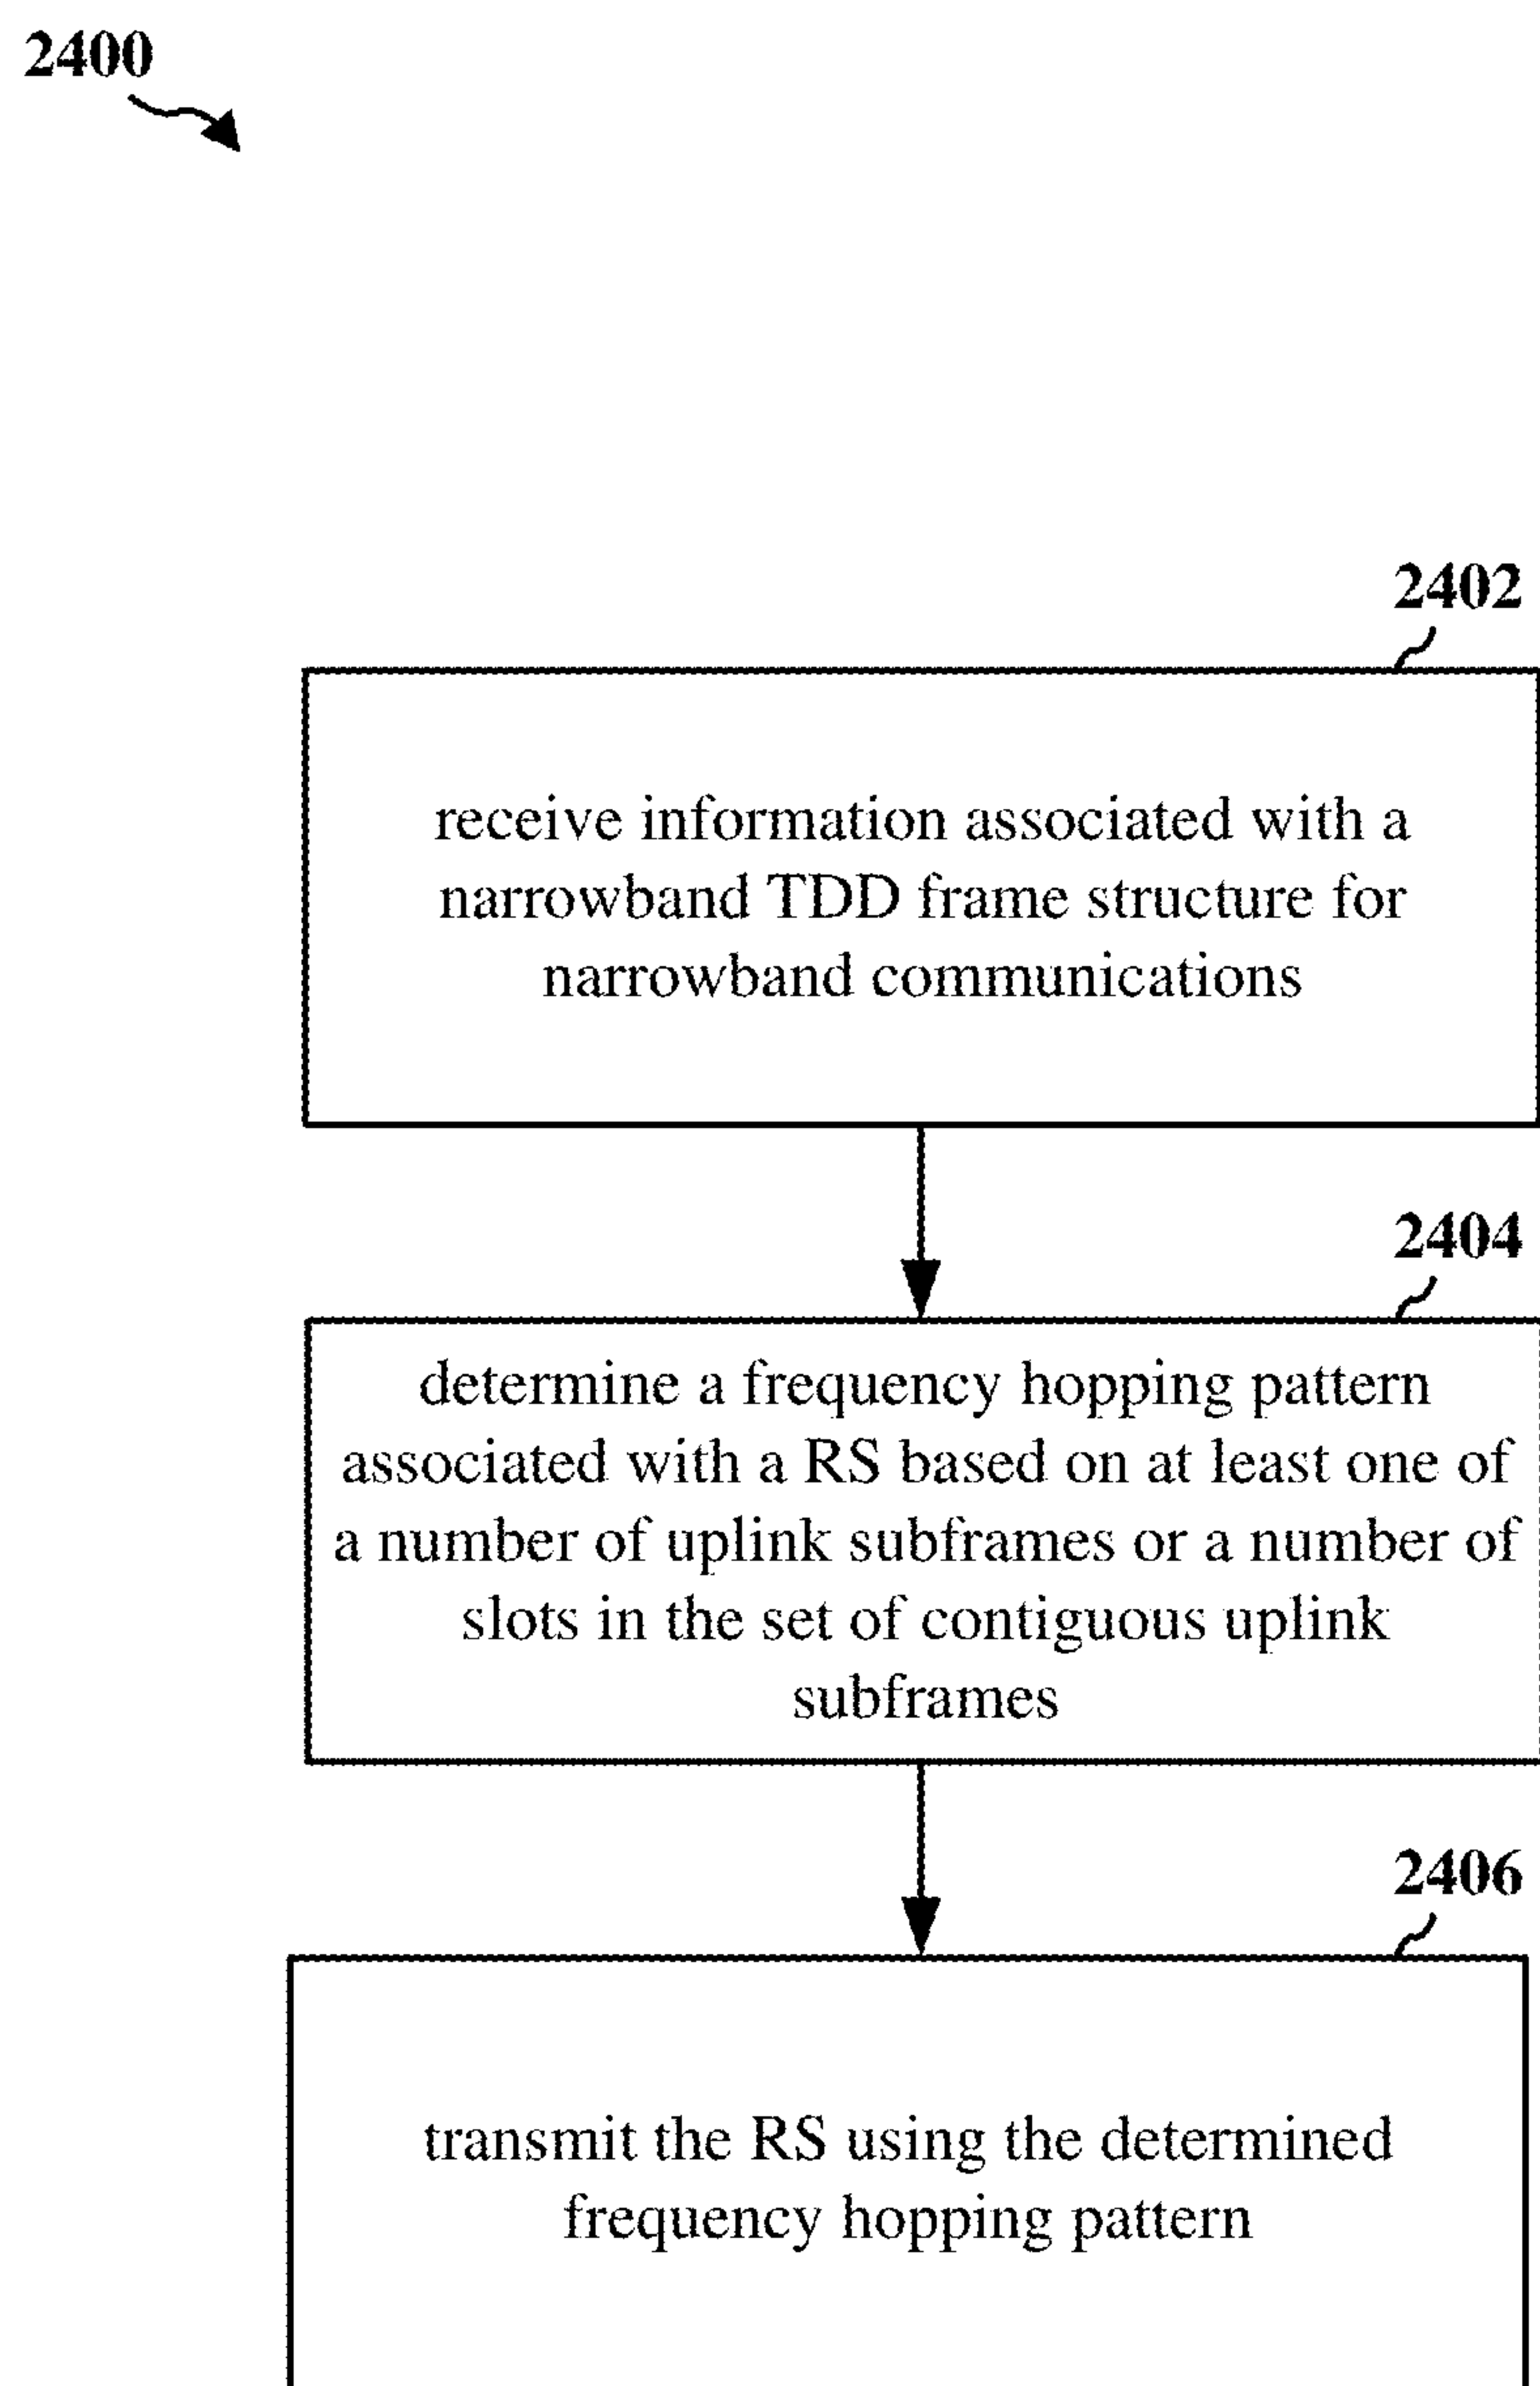 2400
2402
receive information associated with a
narrowband TDD frame structure for
narrowband communications
2404
determine a frequency hopping pattern
associated with a RS based on at least one of
a number of uplink subframes or a number of
slots in the set of contiguous uplink
subframes
2406
transmit the RS using the determined
frequency hopping pattern